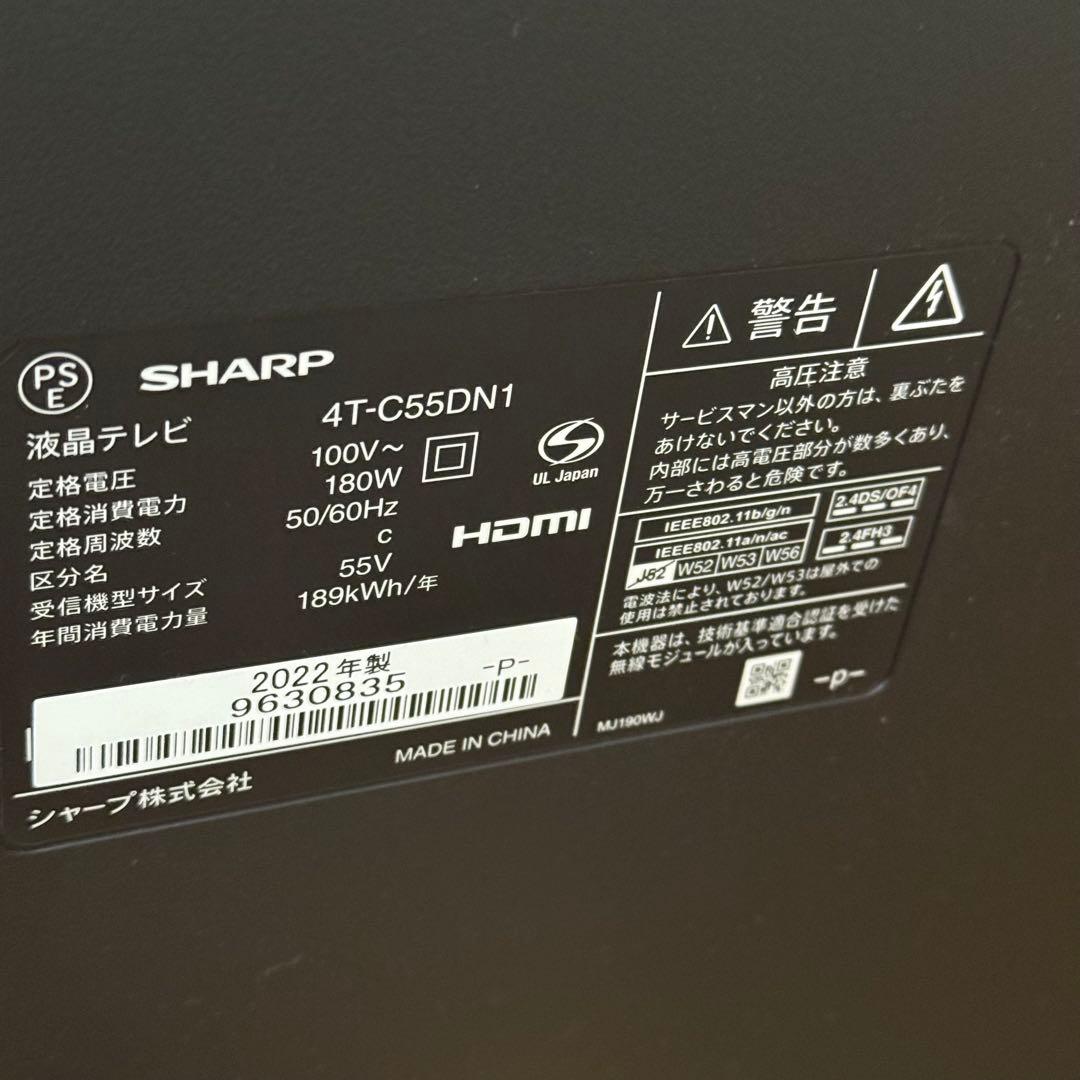 PSE
SHARP
液晶テレビ 4T-C55DN1
定格電圧 100V～
定格消費電力 180W
定格周波数 50/60Hz
区分名 c
受信機型サイズ 55V
年間消費電力量 189kWh/年
UL Japan
HDMI
2022年製 -P-
9630835
MADE IN CHINA
シャープ株式会社
警告
高圧注意
サービスマン以外の方は、裏ぶたを
あけないでください。
内部には高電圧部分が数多くあり、
万一さわると危険です。
IEEE802.11b/g/n
IEEE802.11a/n/ac
J52 W52 W53 W56
2.4DS/OF4
2.4FH3
電波法により、W52/W53は屋外での
使用は禁止されております。
本機器は、技術基準適合認証を受けた
無線モジュールが入っています。
-P-
MJ190WJ